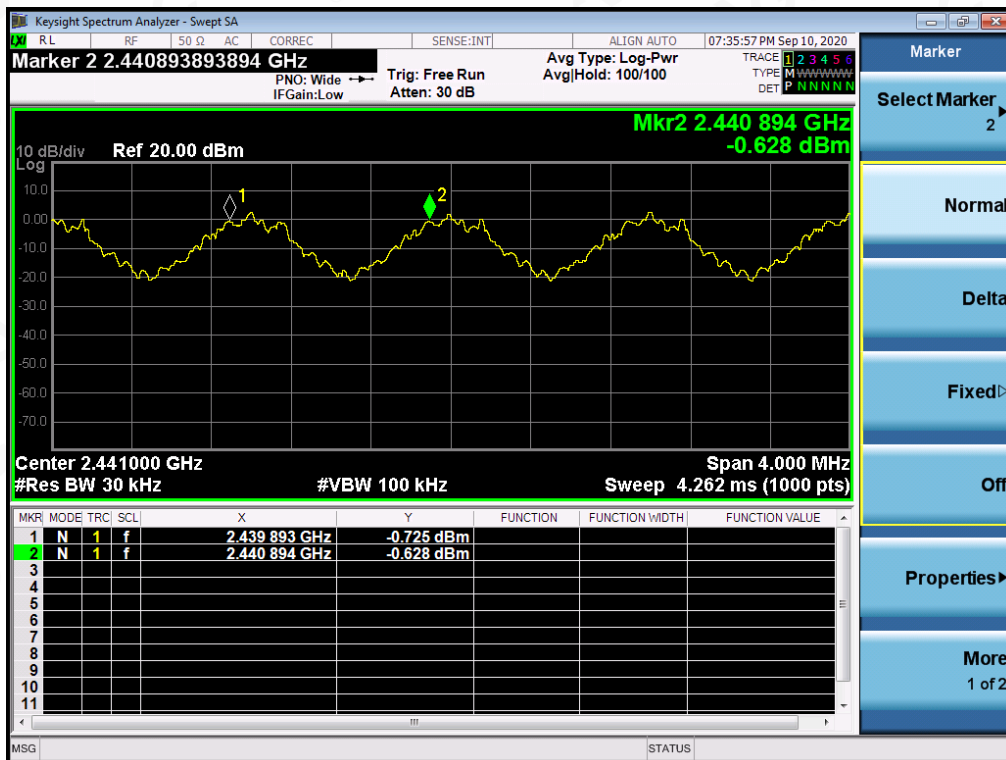 Keysight Spectrum Analyzer - Swept SA
LXI RL RF 50 Ω AC CORREC SENSE:INT ALIGN AUTO 07:35:57 PM Sep 10, 2020
Marker 2 2.440893893894 GHz
PNO: Wide
IFGain:Low
Trig: Free Run
Atten: 30 dB
Avg Type: Log-Pwr
Avg|Hold: 100/100
TRACE 1 2 3 4 5 6
TYPE M WWWWW
DET P N N N N N
Mkr2 2.440 894 GHz
-0.628 dBm
10 dB/div Ref 20.00 dBm
Log
10.0
0.00
-10.0
-20.0
-30.0
-40.0
-50.0
-60.0
-70.0
1
2
Center 2.441000 GHz Span 4.000 MHz
#Res BW 30 kHz #VBW 100 kHz Sweep 4.262 ms (1000 pts)
MKR MODE TRC SCL X Y FUNCTION FUNCTION WIDTH FUNCTION VALUE
1 N 1 f 2.439 893 GHz -0.725 dBm
2 N 1 f 2.440 894 GHz -0.628 dBm
3
4
5
6
7
8
9
10
11
MSG STATUS
Marker
Select Marker
2
Normal
Delta
Fixed
Off
Properties
More
1 of 2